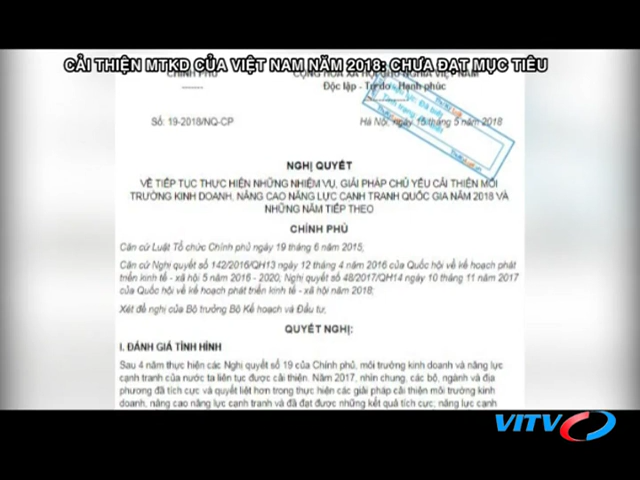 CẢI THIỆN MTKD CỦA VIỆT NAM NĂM 2018: CHƯA ĐẠT MỤC TIÊU
CHÍNH PHỦ
CỘNG HÒA XÃ HỘI CHỦ NGHĨA VIỆT NAM
Độc lập - Tự do - Hạnh phúc
Số: 19-2018/NQ-CP
Hà Nội, ngày 15 tháng 5 năm 2018
NGHỊ QUYẾT
VỀ TIẾP TỤC THỰC HIỆN NHỮNG NHIỆM VỤ, GIẢI PHÁP CHỦ YẾU CẢI THIỆN MÔI
TRƯỜNG KINH DOANH, NÂNG CAO NĂNG LỰC CẠNH TRANH QUỐC GIA NĂM 2018 VÀ
NHỮNG NĂM TIẾP THEO
CHÍNH PHỦ
Căn cứ Luật Tổ chức Chính phủ ngày 19 tháng 6 năm 2015;
Căn cứ Nghị quyết số 142/2016/QH13 ngày 12 tháng 4 năm 2016 của Quốc hội về kế hoạch phát
triển kinh tế - xã hội 5 năm 2016 - 2020; Nghị quyết số 48/2017/QH14 ngày 10 tháng 11 năm 2017
của Quốc hội về kế hoạch phát triển kinh tế - xã hội năm 2018;
Xét đề nghị của Bộ trưởng Bộ Kế hoạch và Đầu tư,
QUYẾT NGHỊ:
I. ĐÁNH GIÁ TÌNH HÌNH
Sau 4 năm thực hiện các Nghị quyết số 19 của Chính phủ, môi trường kinh doanh và năng lực
cạnh tranh của nước ta liên tục được cải thiện. Năm 2017, nhìn chung, các bộ, ngành và địa
phương đã tích cực và quyết liệt hơn trong thực hiện các giải pháp cải thiện môi trường kinh
doanh, nâng cao năng lực cạnh tranh và đã đạt được những kết quả tích cực; năng lực cạnh
VITV